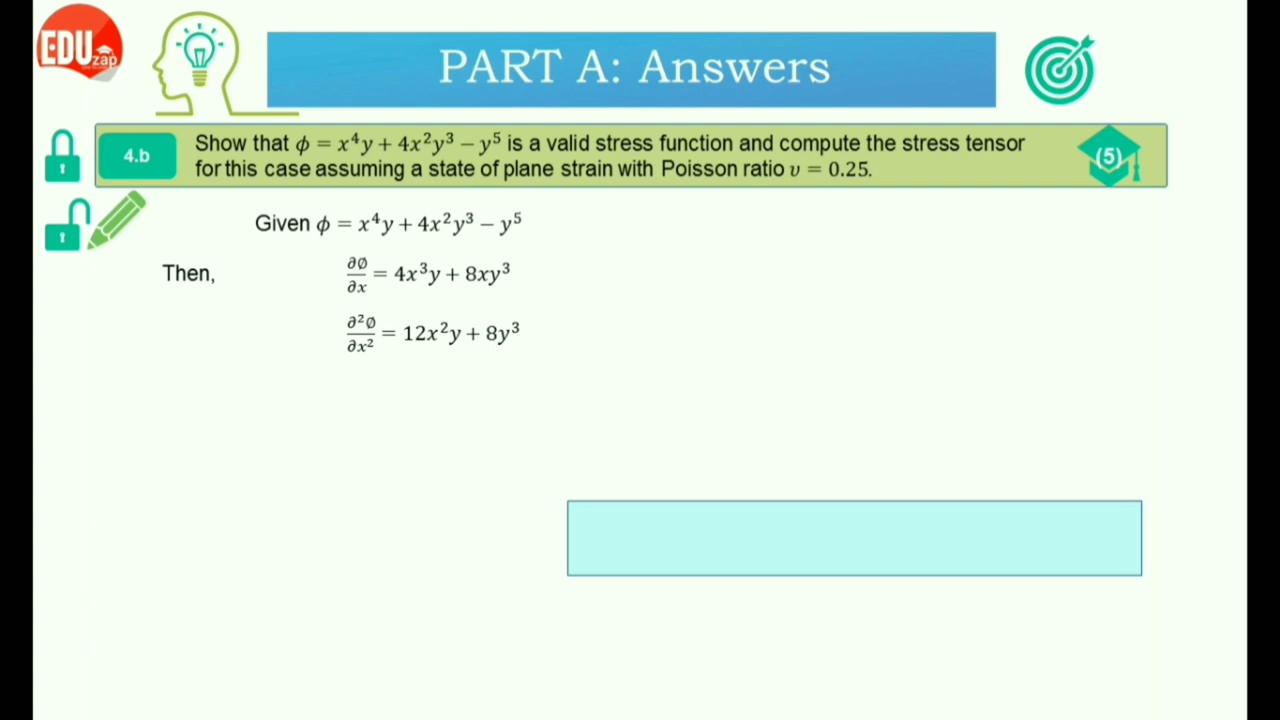 EDU zap
PART A: Answers
4.b
Show that ϕ = x⁴y + 4x²y³ − y⁵ is a valid stress function and compute the stress tensor
for this case assuming a state of plane strain with Poisson ratio υ = 0.25.
(5)
Given ϕ = x⁴y + 4x²y³ − y⁵
Then, ∂∅/∂x = 4x³y + 8xy³
∂²∅/∂x² = 12x²y + 8y³